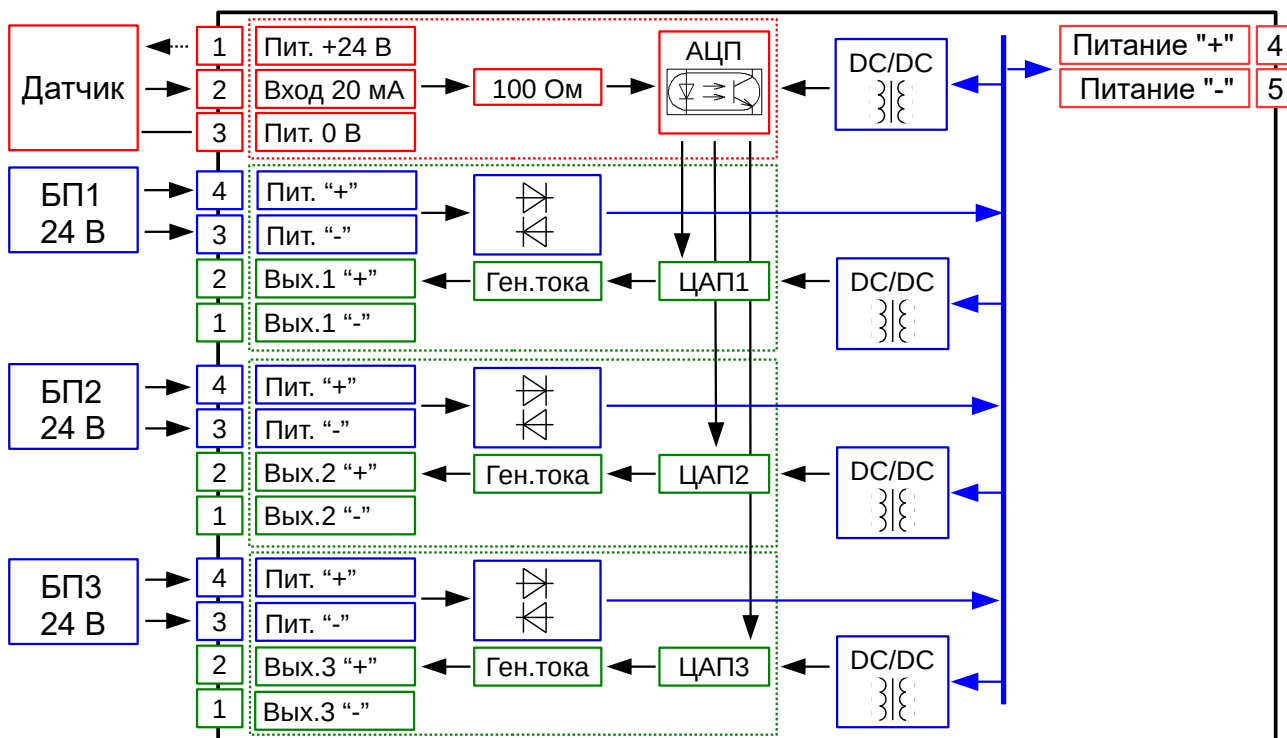 Датчик
1
Пит. +24 В
2
Вход 20 мА
3
Пит. 0 В
100 Ом
АЦП
DC/DC
Питание "+"
4
Питание "-"
5
БП1
24 В
4
Пит. “+”
3
Пит. “-”
2
Вых.1 “+”
1
Вых.1 “-”
Ген.тока
ЦАП1
DC/DC
БП2
24 В
4
Пит. “+”
3
Пит. “-”
2
Вых.2 “+”
1
Вых.2 “-”
Ген.тока
ЦАП2
DC/DC
БП3
24 В
4
Пит. “+”
3
Пит. “-”
2
Вых.3 “+”
1
Вых.3 “-”
Ген.тока
ЦАП3
DC/DC